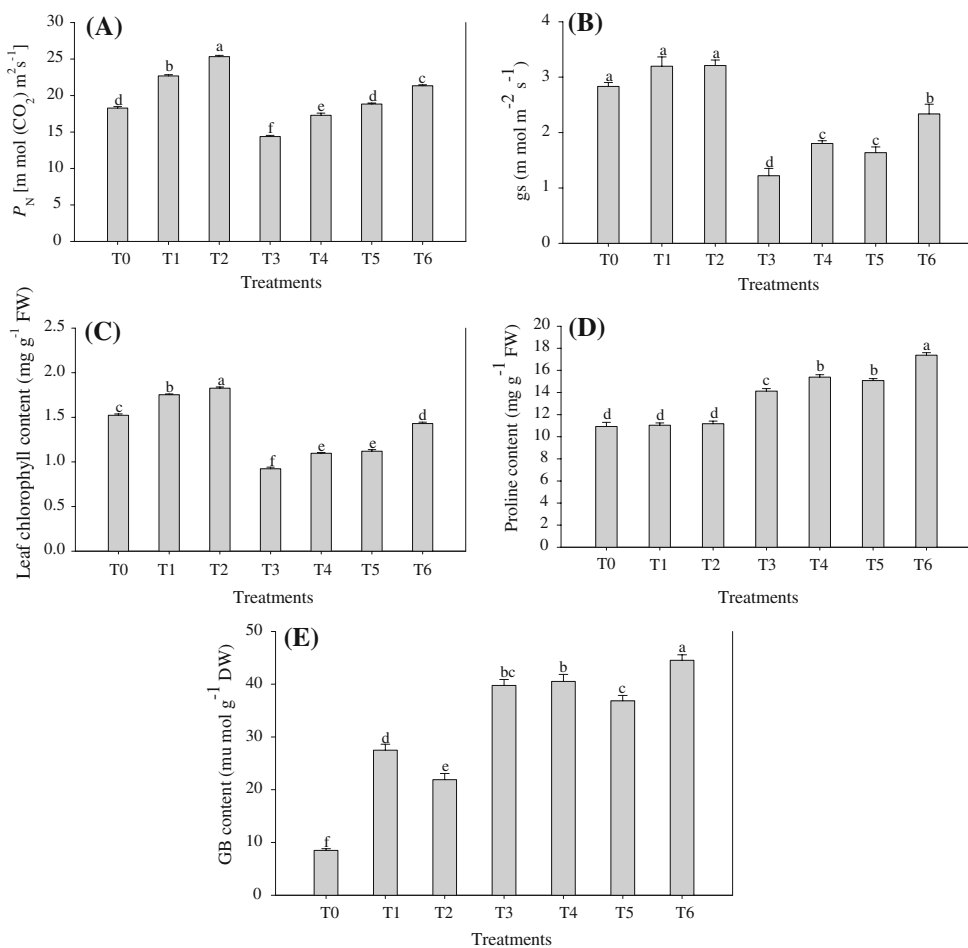 (A)
P_N [m mol (CO₂) m²s⁻¹]
30
25
20
15
10
5
0
d
b
a
f
e
d
c
T0 T1 T2 T3 T4 T5 T6
Treatments
(B)
gs (m mol m⁻² s⁻¹)
4
3
2
1
0
a
a
a
d
c
c
b
T0 T1 T2 T3 T4 T5 T6
Treatments
(C)
Leaf chlorophyll content (mg g⁻¹ FW)
2.5
2.0
1.5
1.0
0.5
0.0
c
b
a
f
e
e
d
T0 T1 T2 T3 T4 T5 T6
Treatments
(D)
Proline content (mg g⁻¹ FW)
20
18
16
14
12
10
8
6
4
2
0
d
d
d
c
b
b
a
T0 T1 T2 T3 T4 T5 T6
Treatments
(E)
GB content (mu mol g⁻¹ DW)
50
40
30
20
10
0
f
d
e
bc
b
c
a
T0 T1 T2 T3 T4 T5 T6
Treatments